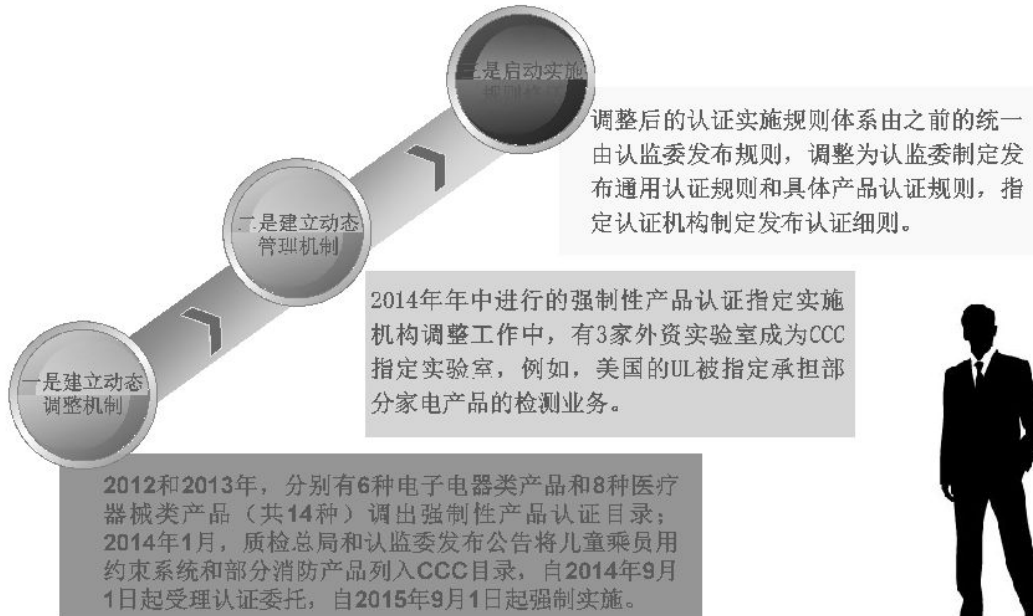 三是启动实施
规则修订
调整后的认证实施规则体系由之前的统一
由认监委发布规则，调整为认监委制定发
布通用认证规则和具体产品认证规则，指
定认证机构制定发布认证细则。
二是建立动态
管理机制
2014年年中进行的强制性产品认证指定实施
机构调整工作中，有3家外资实验室成为CCC
指定实验室，例如，美国的UL被指定承担部
分家电产品的检测业务。
一是建立动态
调整机制
2012和2013年，分别有6种电子电器类产品和8种医疗
器械类产品（共14种）调出强制性产品认证目录；
2014年1月，质检总局和认监委发布公告将儿童乘员用
约束系统和部分消防产品列入CCC目录，自2014年9月
1日起受理认证委托，自2015年9月1日起强制实施。